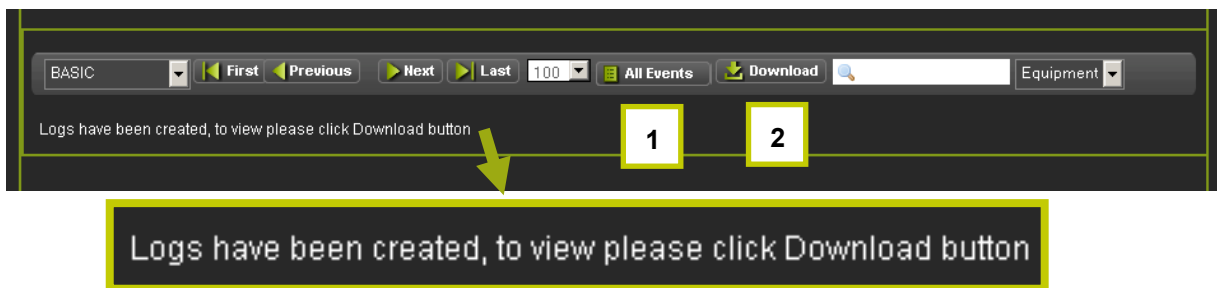 BASIC First Previous Next Last 100 All Events Download Equipment
Logs have been created, to view please click Download button
1 2
Logs have been created, to view please click Download button